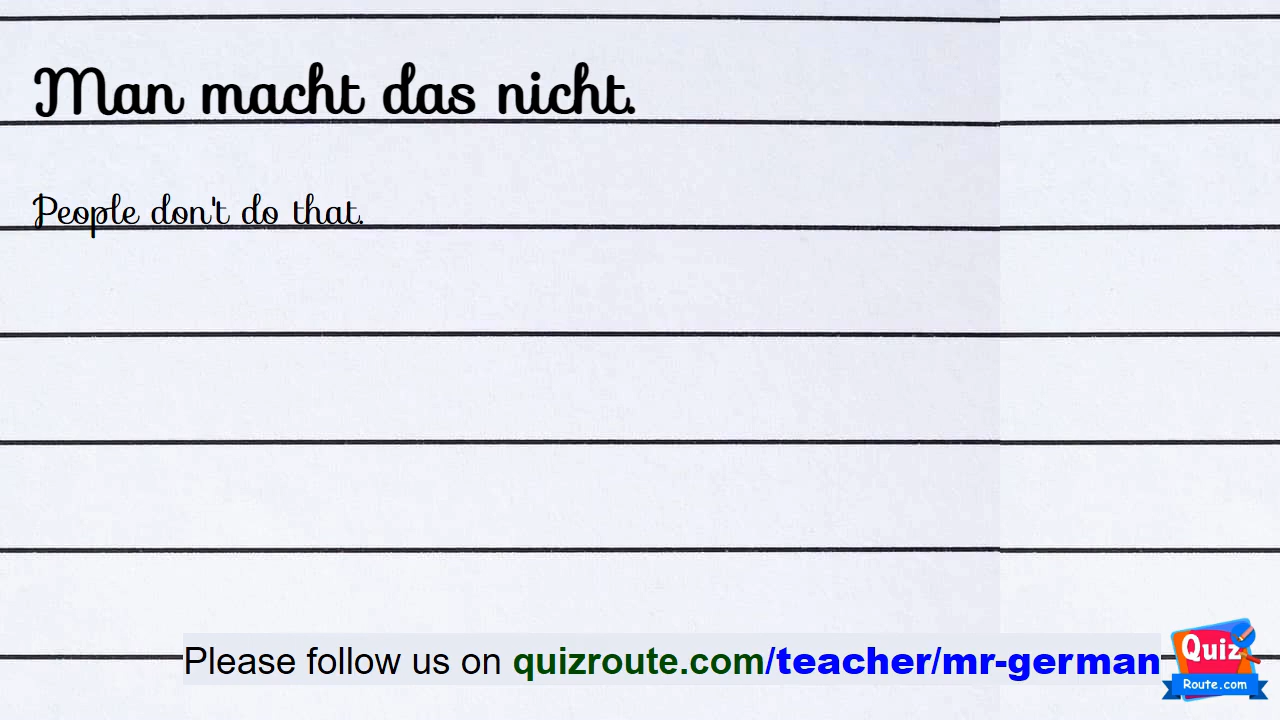 Man macht das nicht.
People don't do that.
Please follow us on quizroute.com/teacher/mr-german
Quiz
Route.com